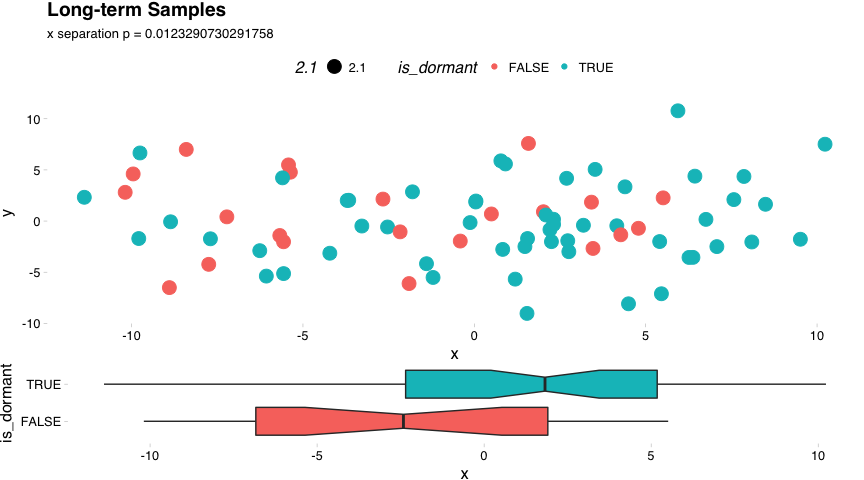 Long-term Samples
x separation p = 0.0123290730291758
2.1 2.1 is_dormant FALSE TRUE
10
5
0
-5
-10
y
-10 -5 0 5 10
x
is_dormant
TRUE
FALSE
-10 -5 0 5 10
x